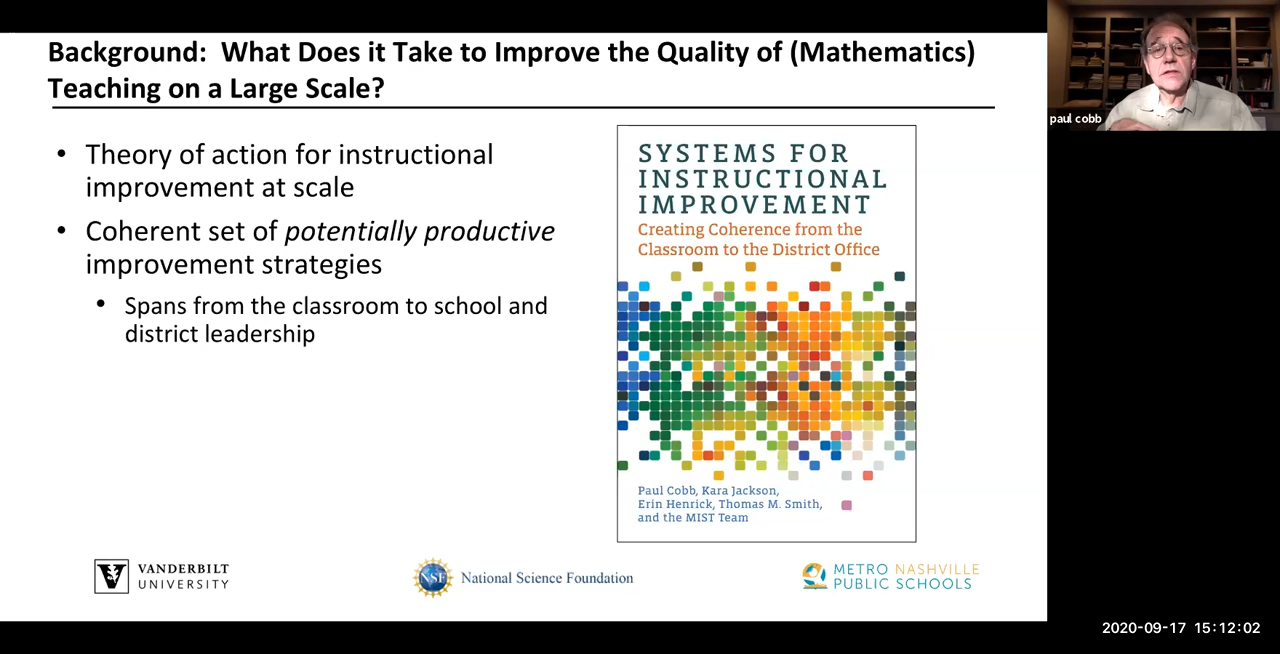 Background:  What Does it Take to Improve the Quality of (Mathematics)
Teaching on a Large Scale?
• Theory of action for instructional
improvement at scale
• Coherent set of potentially productive
improvement strategies
• Spans from the classroom to school and
district leadership
SYSTEMS FOR
INSTRUCTIONAL
IMPROVEMENT
Creating Coherence from the
Classroom to the District Office
Paul Cobb, Kara Jackson,
Erin Henrick, Thomas M. Smith,
and the MIST Team
V
VANDERBILT
UNIVERSITY
NSF
National Science Foundation
METRO NASHVILLE
PUBLIC SCHOOLS
paul cobb
2020-09-17 15:12:02